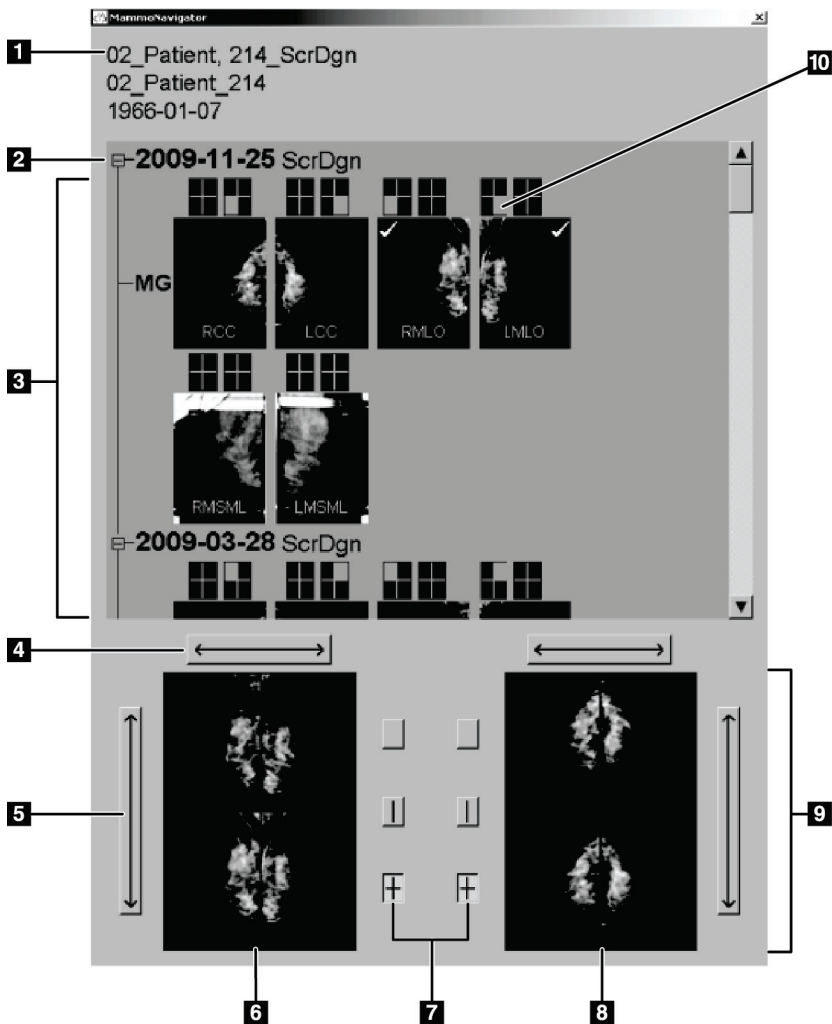 MammoNavigator
1
02_Patient, 214_ScrDgn
02_Patient_214
1966-01-07
10
2
2009-11-25 ScrDgn
MG
RCC LCC RMLO LMLO
3
RMSML LMSML
2009-03-28 ScrDgn
4
5
9
6
7
8